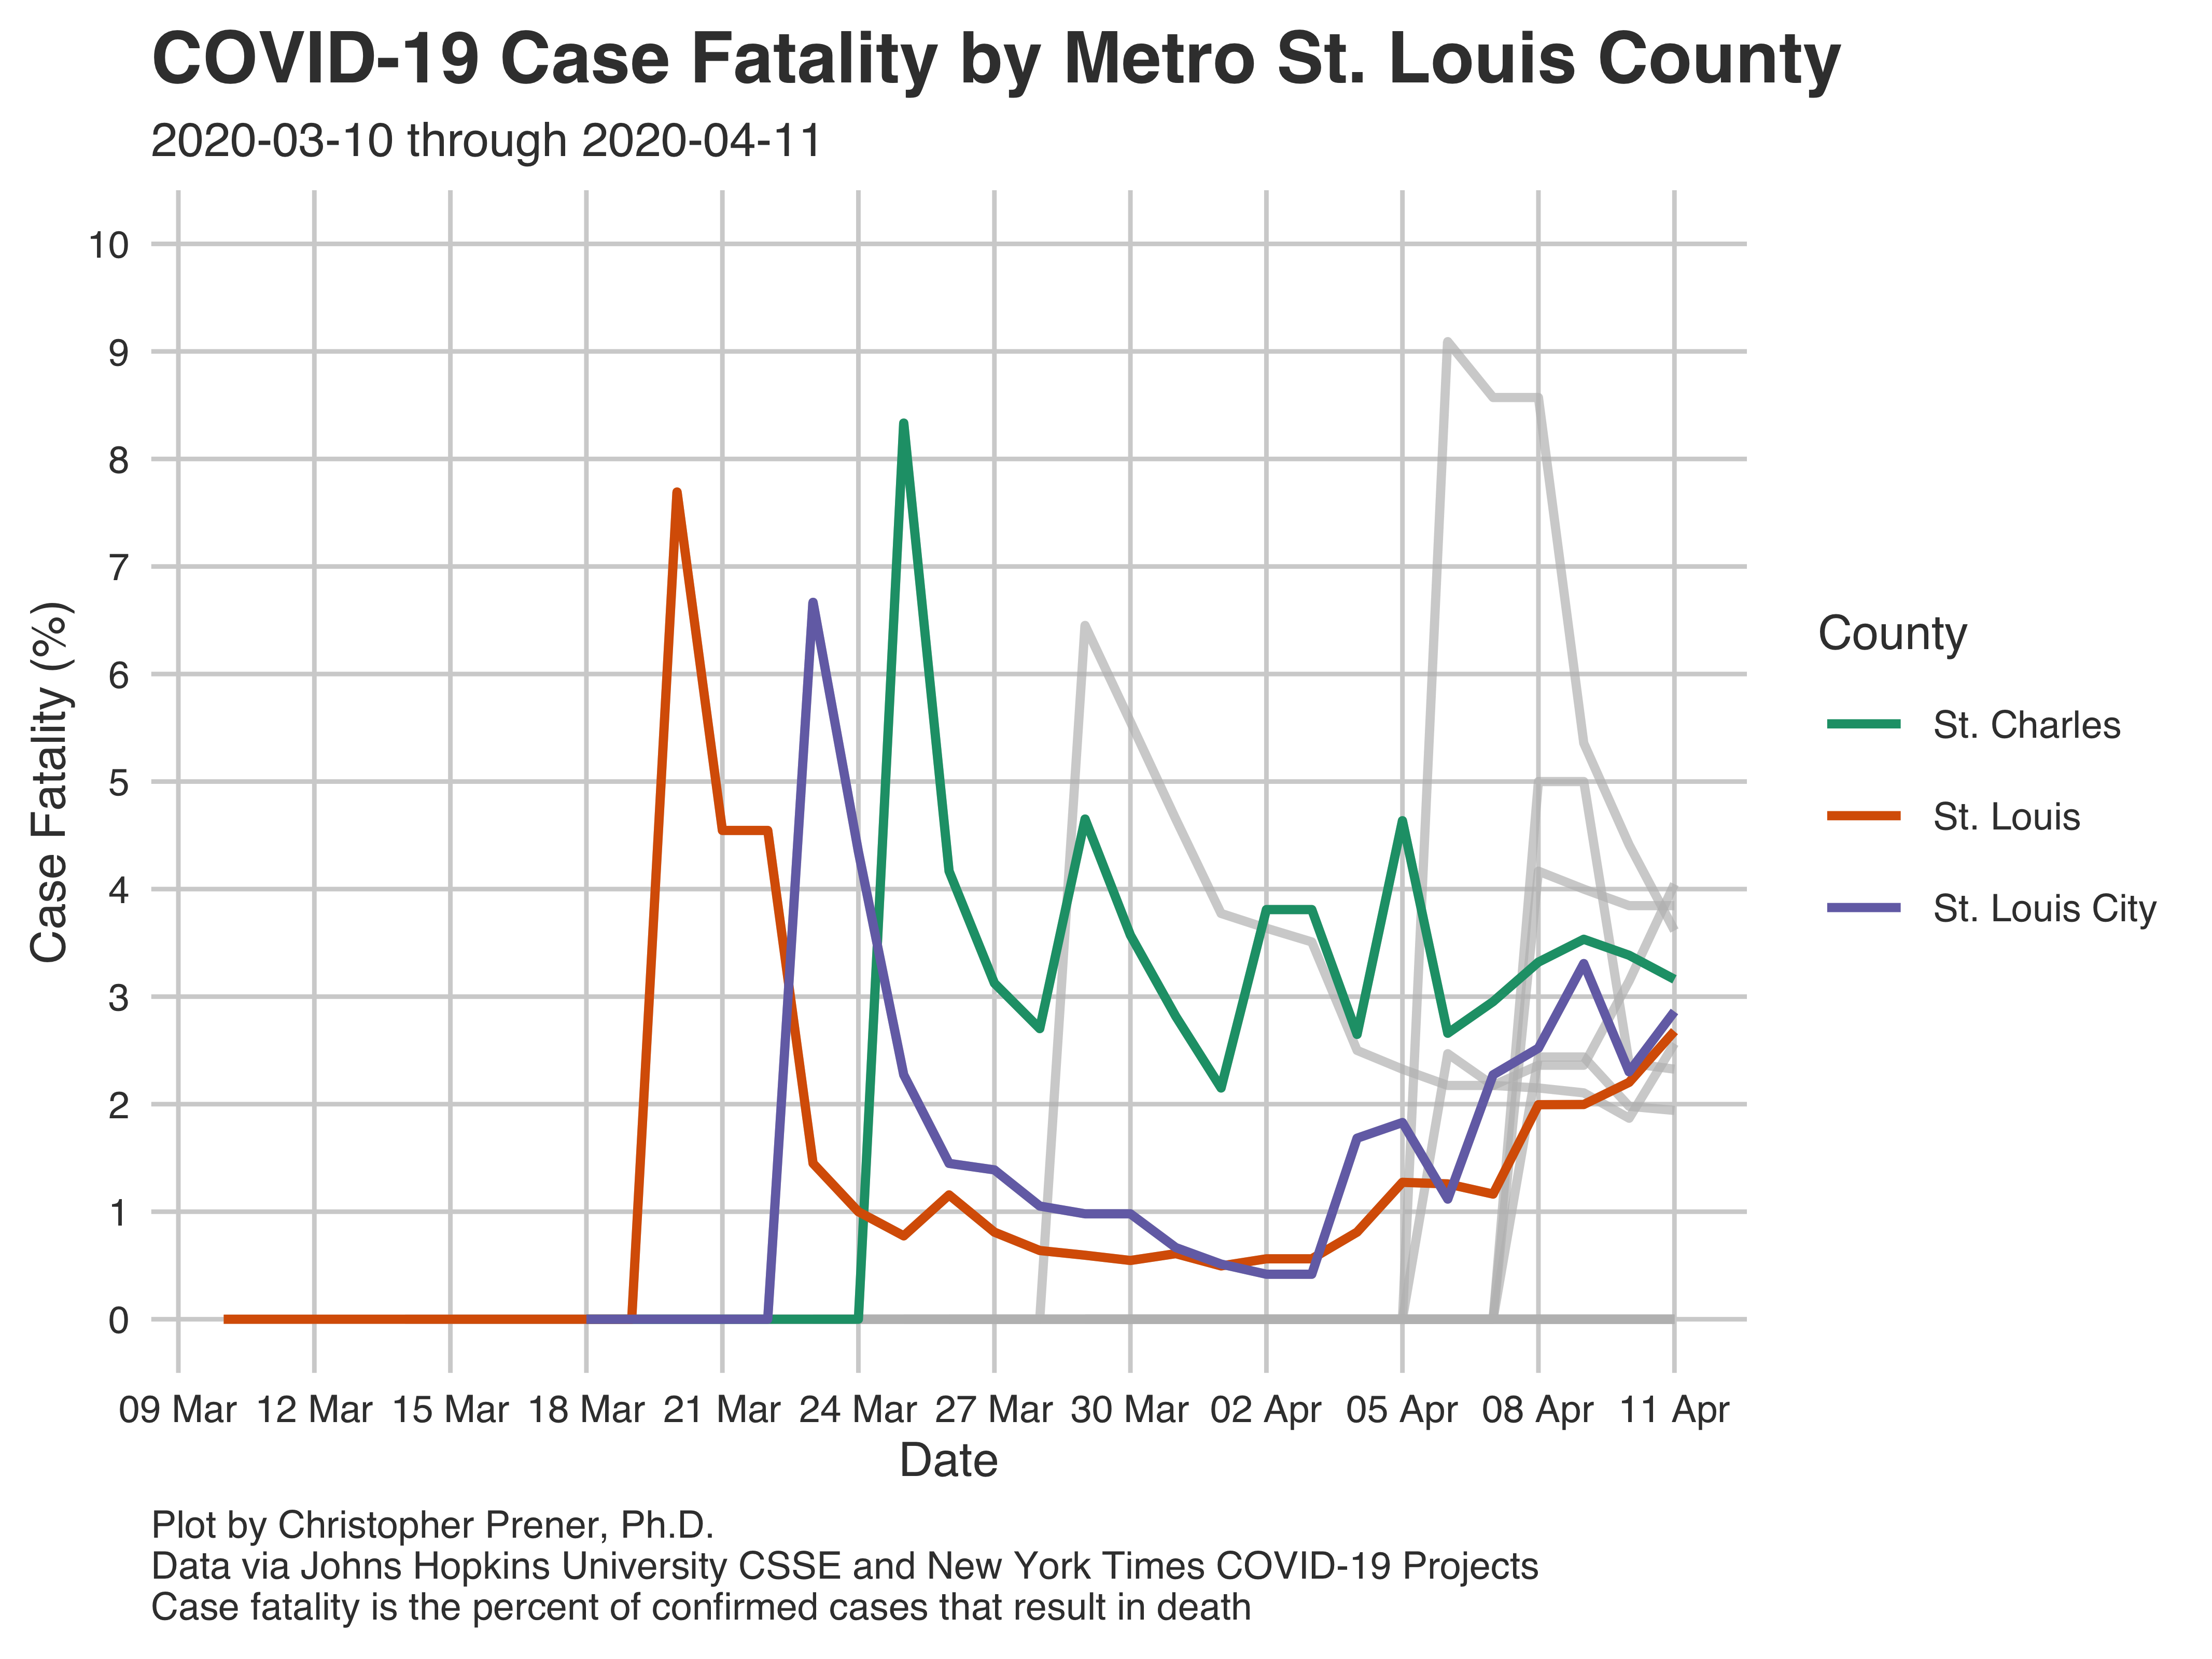 COVID-19 Case Fatality by Metro St. Louis County
2020-03-10 through 2020-04-11
10
9
8
7
6
5
4
3
2
1
0
Case Fatality (%)
09 Mar 12 Mar 15 Mar 18 Mar 21 Mar 24 Mar 27 Mar 30 Mar 02 Apr 05 Apr 08 Apr 11 Apr
Date
County
St. Charles
St. Louis
St. Louis City
Plot by Christopher Prener, Ph.D.
Data via Johns Hopkins University CSSE and New York Times COVID-19 Projects
Case fatality is the percent of confirmed cases that result in death